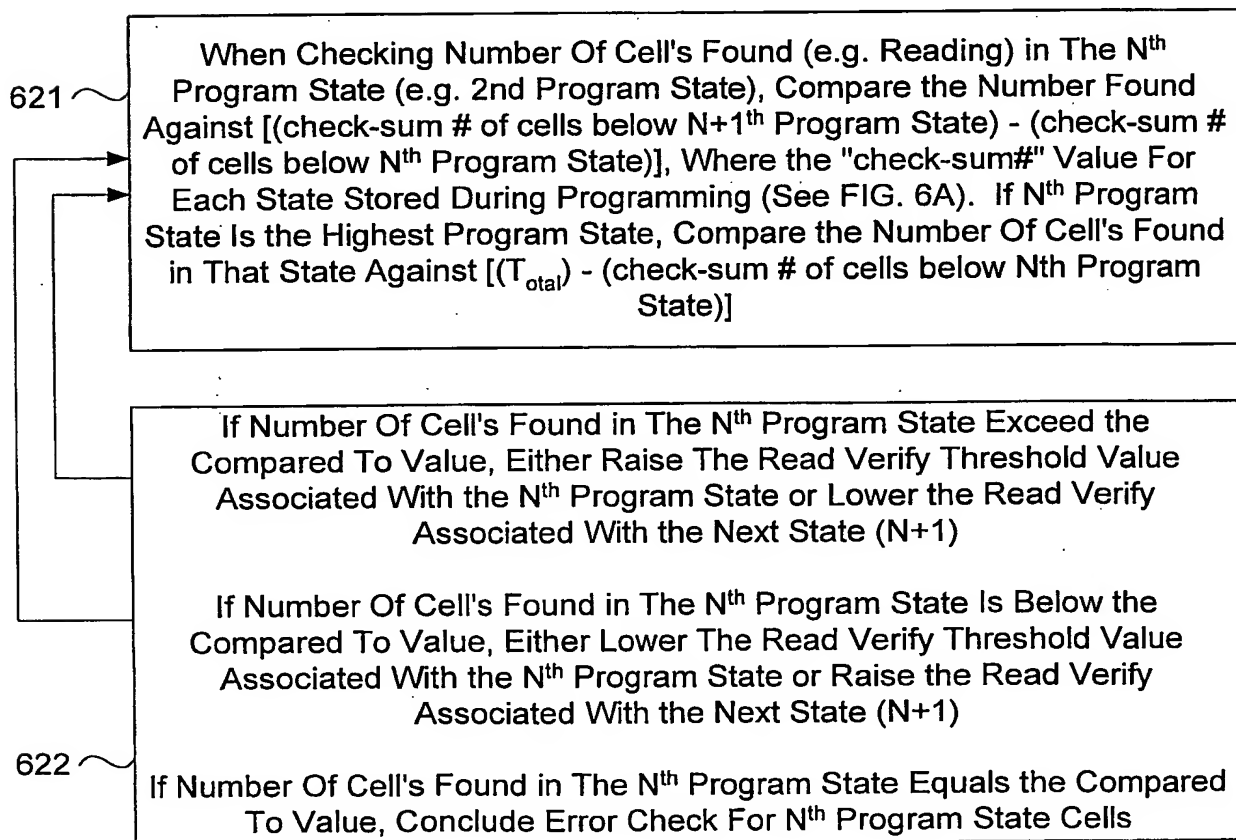 When Checking Number Of Cell's Found (e.g. Reading) in The Nth
621
Program State (e.g. 2nd Program State), Compare the Number Found
Against [(check-sum # of cells below N+1th Program State) - (check-sum #
of cells below Nth Program State)], Where the "check-sum#" Value For
Each State Stored During Programming (See FIG. 6A). If Nth Program
State Is the Highest Program State, Compare the Number Of Cell's Found
in That State Against [(Total) - (check-sum # of cells below Nth Program
State)]
If Number Of Cell's Found in The Nth Program State Exceed the
Compared To Value, Either Raise The Read Verify Threshold Value
Associated With the Nth Program State or Lower the Read Verify
Associated With the Next State (N+1)
If Number Of Cell's Found in The Nth Program State Is Below the
Compared To Value, Either Lower The Read Verify Threshold Value
Associated With the Nth Program State or Raise the Read Verify
Associated With the Next State (N+1)
622
If Number Of Cell's Found in The Nth Program State Equals the Compared
To Value, Conclude Error Check For Nth Program State Cells